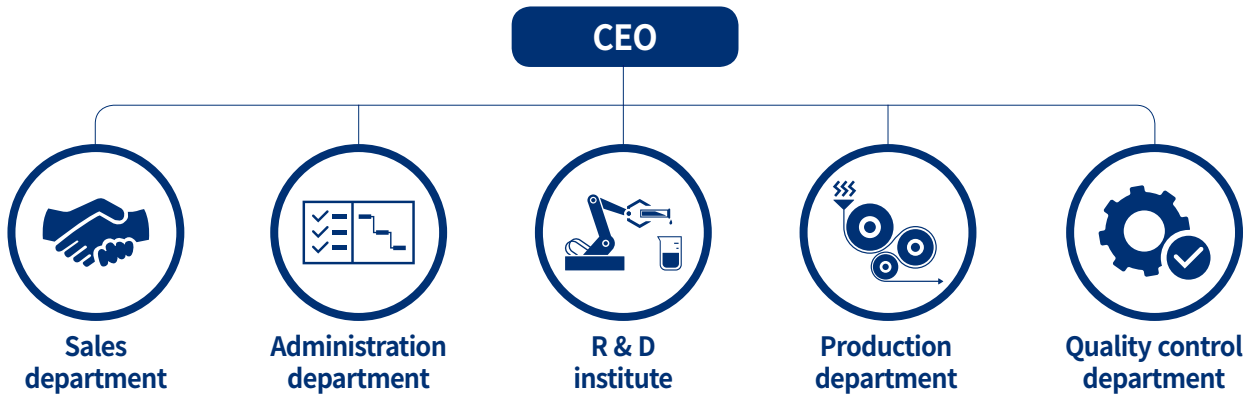 CEO
Sales
department
Administration
department
R & D
institute
Production
department
Quality control
department